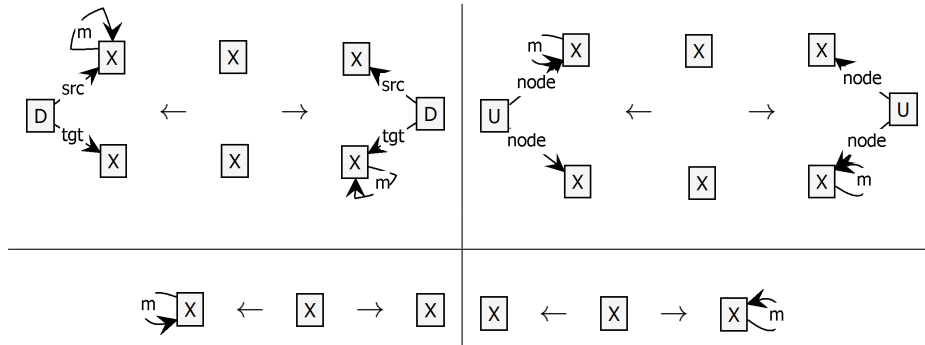 m
X X X
src src
D ← → D
tgt tgt
X X X
m
m X X X
node node
U ← → U
node node
X X X m
m X ← X → X
X ← X → X m